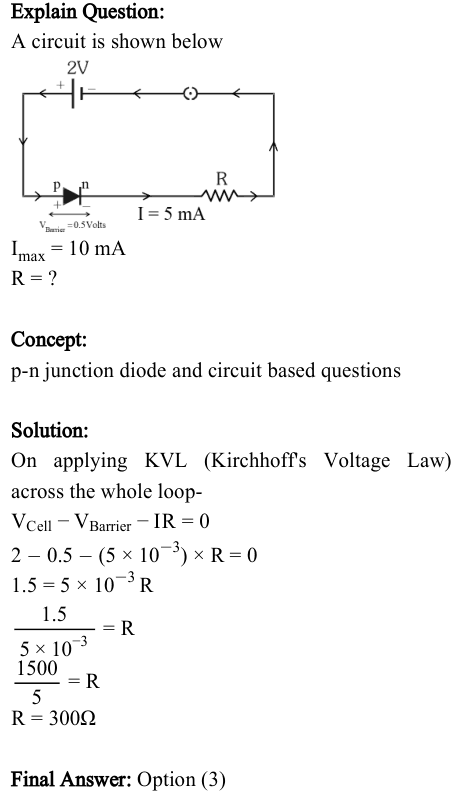 Explain Question:
A circuit is shown below
2V
+ −
R
p n
+ −
I = 5 mA
V_Barrier = 0.5Volts
I_max = 10 mA
R = ?
Concept:
p-n junction diode and circuit based questions
Solution:
On applying KVL (Kirchhoff's Voltage Law)
across the whole loop-
V_Cell − V_Barrier − IR = 0
2 – 0.5 – (5 × 10⁻³) × R = 0
1.5 = 5 × 10⁻³ R
1.5
= R
5 × 10⁻³
1500
= R
5
R = 300Ω
Final Answer: Option (3)